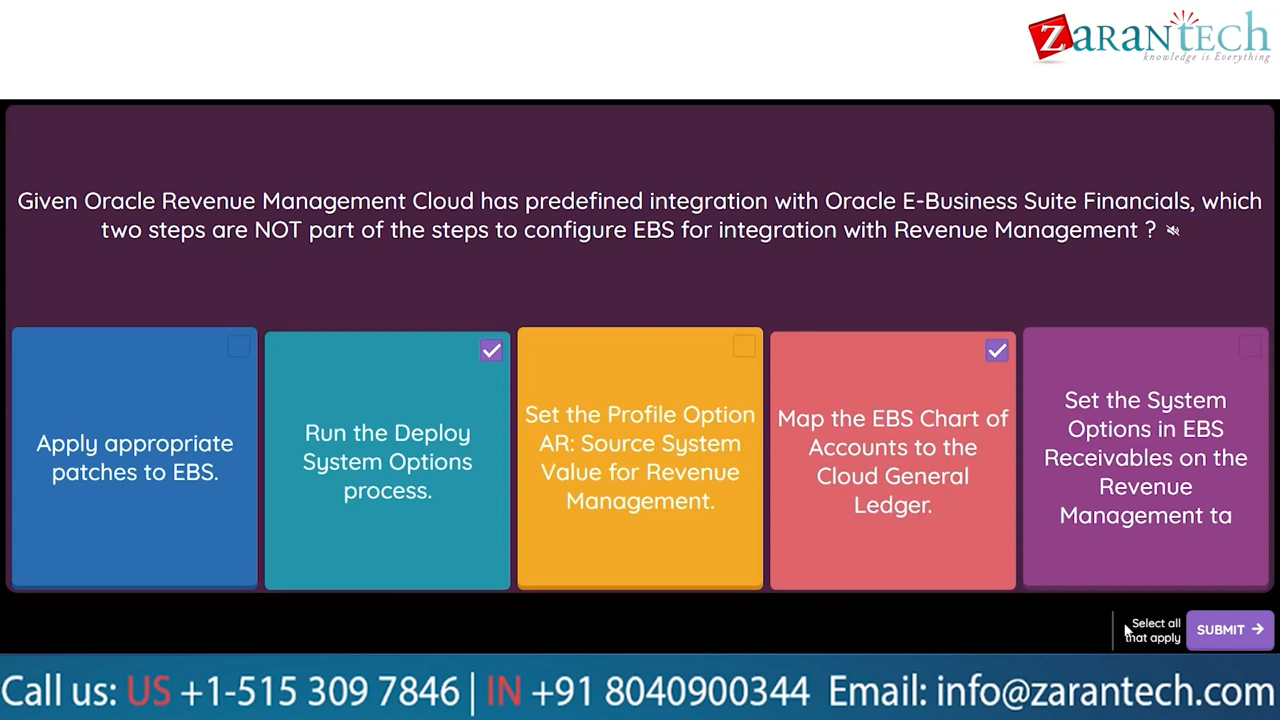 ZARANTECH
knowledge is Everything
Given Oracle Revenue Management Cloud has predefined integration with Oracle E-Business Suite Financials, which
two steps are NOT part of the steps to configure EBS for integration with Revenue Management ?
Apply appropriate
patches to EBS.
Run the Deploy
System Options
process.
Set the Profile Option
AR: Source System
Value for Revenue
Management.
Map the EBS Chart of
Accounts to the
Cloud General
Ledger.
Set the System
Options in EBS
Receivables on the
Revenue
Management ta
Select all
that apply
SUBMIT
Call us: US +1-515 309 7846 | IN +91 8040900344 Email: info@zarantech.com